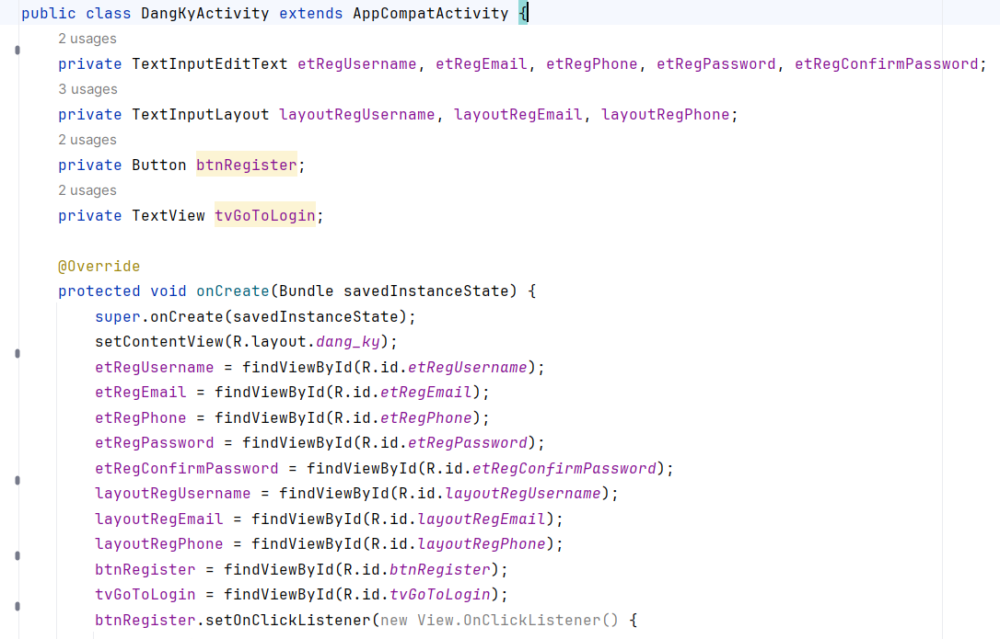 public class DangKyActivity extends AppCompatActivity {
2 usages
private TextInputEditText etRegUsername, etRegEmail, etRegPhone, etRegPassword, etRegConfirmPassword;
3 usages
private TextInputLayout layoutRegUsername, layoutRegEmail, layoutRegPhone;
2 usages
private Button btnRegister;
2 usages
private TextView tvGoToLogin;
@Override
protected void onCreate(Bundle savedInstanceState) {
super.onCreate(savedInstanceState);
setContentView(R.layout.dang_ky);
etRegUsername = findViewById(R.id.etRegUsername);
etRegEmail = findViewById(R.id.etRegEmail);
etRegPhone = findViewById(R.id.etRegPhone);
etRegPassword = findViewById(R.id.etRegPassword);
etRegConfirmPassword = findViewById(R.id.etRegConfirmPassword);
layoutRegUsername = findViewById(R.id.layoutRegUsername);
layoutRegEmail = findViewById(R.id.layoutRegEmail);
layoutRegPhone = findViewById(R.id.layoutRegPhone);
btnRegister = findViewById(R.id.btnRegister);
tvGoToLogin = findViewById(R.id.tvGoToLogin);
btnRegister.setOnClickListener(new View.OnClickListener() {